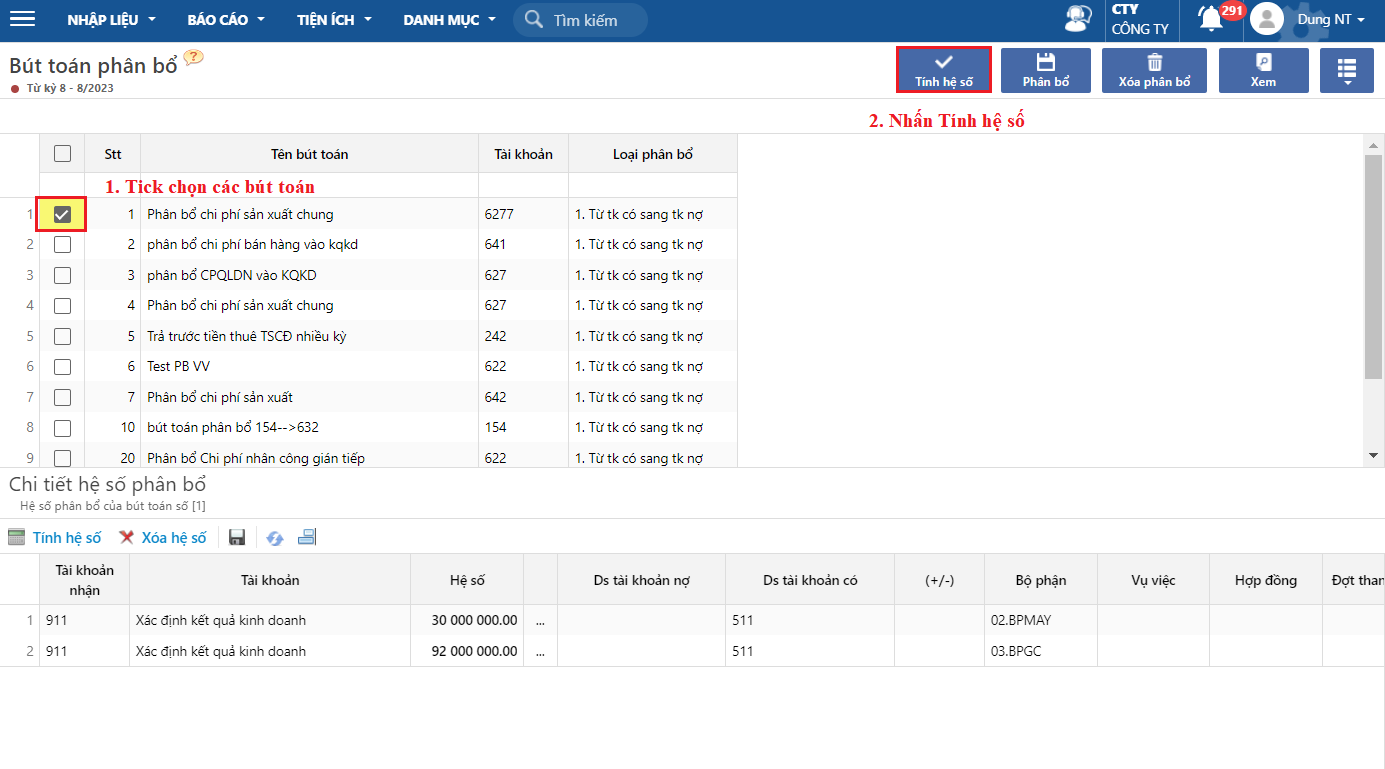 NHẬP LIỆU BÁO CÁO TIỆN ÍCH DANH MỤC Tìm kiếm CTY 291 Dung NT
CÔNG TY
Bút toán phân bổ ?
Từ kỳ 8 - 8/2023
Tính hệ số Phân bổ Xóa phân bổ Xem
2. Nhấn Tính hệ số
Stt Tên bút toán Tài khoản Loại phân bổ
1. Tick chọn các bút toán
1 1 Phân bổ chi phí sản xuất chung 6277 1. Từ tk có sang tk nợ
2 2 phân bổ chi phí bán hàng vào kqkd 641 1. Từ tk có sang tk nợ
3 3 phân bổ CPQLDN vào KQKD 627 1. Từ tk có sang tk nợ
4 4 Phân bổ chi phí sản xuất chung 627 1. Từ tk có sang tk nợ
5 5 Trả trước tiền thuê TSCĐ nhiều kỳ 242 1. Từ tk có sang tk nợ
6 6 Test PB VV 622 1. Từ tk có sang tk nợ
7 7 Phân bổ chi phí sản xuất 642 1. Từ tk có sang tk nợ
8 10 bút toán phân bổ 154-->632 154 1. Từ tk có sang tk nợ
9 20 Phân bổ Chi phí nhân công gián tiếp 622 1. Từ tk có sang tk nợ
Chi tiết hệ số phân bổ
Hệ số phân bổ của bút toán số [1]
Tính hệ số Xóa hệ số
Tài khoản nhận Tài khoản Hệ số Ds tài khoản nợ Ds tài khoản có (+/-) Bộ phận Vụ việc Hợp đồng Đợt than
1 911 Xác định kết quả kinh doanh 30 000 000.00 ... 511 02.BPMAY
2 911 Xác định kết quả kinh doanh 92 000 000.00 ... 511 03.BPGC